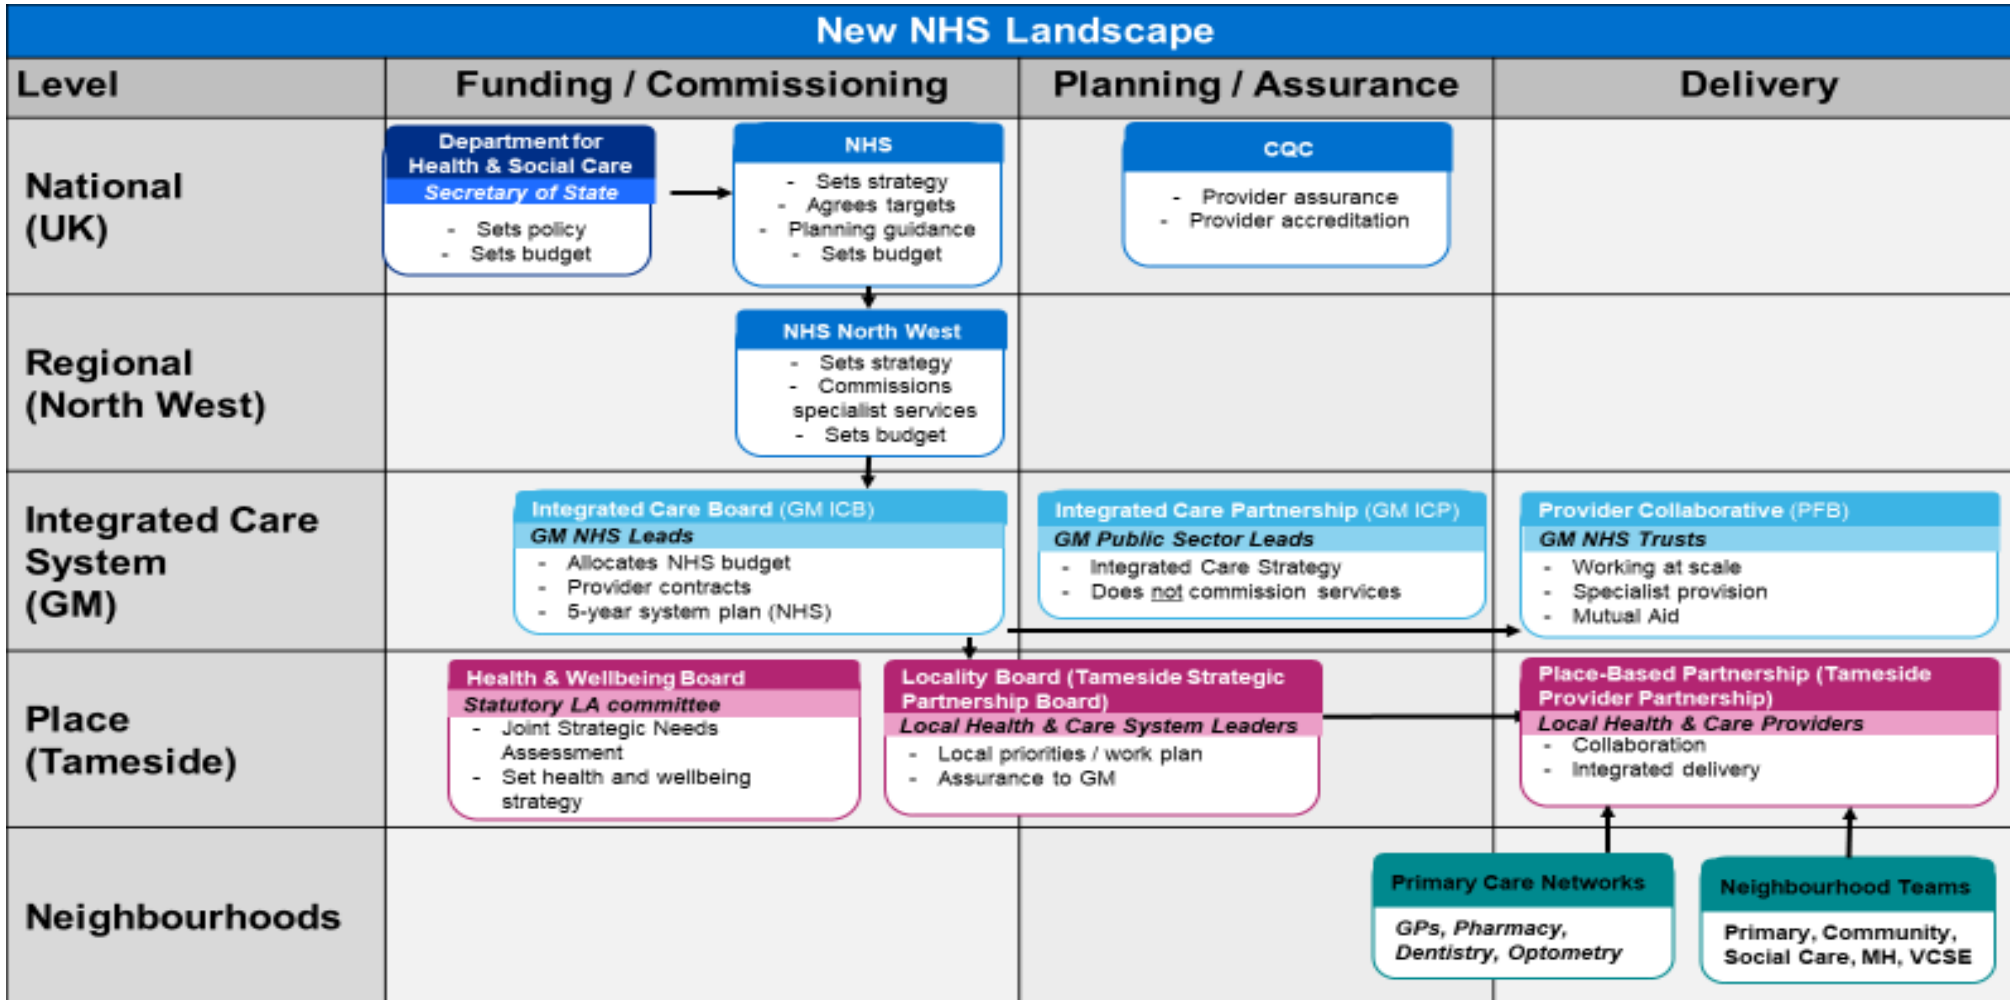 New NHS Landscape
Level
Funding / Commissioning
Planning / Assurance
Delivery
National
(UK)
Department for
Health & Social Care
Secretary of State
- Sets policy
- Sets budget
NHS
- Sets strategy
- Agrees targets
- Planning guidance
- Sets budget
CQC
- Provider assurance
- Provider accreditation
Regional
(North West)
NHS North West
- Sets strategy
- Commissions
specialist services
- Sets budget
Integrated Care
System
(GM)
Integrated Care Board (GM ICB)
GM NHS Leads
- Allocates NHS budget
- Provider contracts
- 5-year system plan (NHS)
Integrated Care Partnership (GM ICP)
GM Public Sector Leads
- Integrated Care Strategy
- Does not commission services
Provider Collaborative (PFB)
GM NHS Trusts
- Working at scale
- Specialist provision
- Mutual Aid
Place
(Tameside)
Health & Wellbeing Board
Statutory LA committee
- Joint Strategic Needs
Assessment
- Set health and wellbeing
strategy
Locality Board (Tameside Strategic
Partnership Board)
Local Health & Care System Leaders
- Local priorities / work plan
- Assurance to GM
Place-Based Partnership (Tameside
Provider Partnership)
Local Health & Care Providers
- Collaboration
- Integrated delivery
Neighbourhoods
Primary Care Networks
GPs, Pharmacy,
Dentistry, Optometry
Neighbourhood Teams
Primary, Community,
Social Care, MH, VCSE